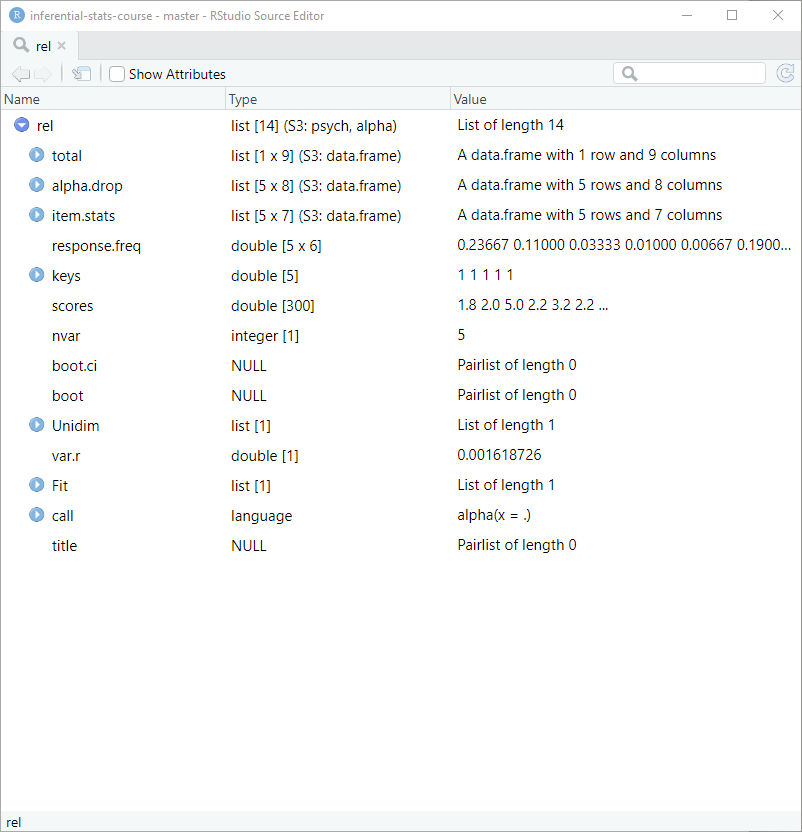 inferential-stats-course - master - RStudio Source Editor
rel
Show Attributes
Name Type Value
rel list [14] (S3: psych, alpha) List of length 14
total list [1 x 9] (S3: data.frame) A data.frame with 1 row and 9 columns
alpha.drop list [5 x 8] (S3: data.frame) A data.frame with 5 rows and 8 columns
item.stats list [5 x 7] (S3: data.frame) A data.frame with 5 rows and 7 columns
response.freq double [5 x 6] 0.23667 0.11000 0.03333 0.01000 0.00667 0.1900...
keys double [5] 1 1 1 1 1
scores double [300] 1.8 2.0 5.0 2.2 3.2 2.2 ...
nvar integer [1] 5
boot.ci NULL Pairlist of length 0
boot NULL Pairlist of length 0
Unidim list [1] List of length 1
var.r double [1] 0.001618726
Fit list [1] List of length 1
call language alpha(x = .)
title NULL Pairlist of length 0
rel